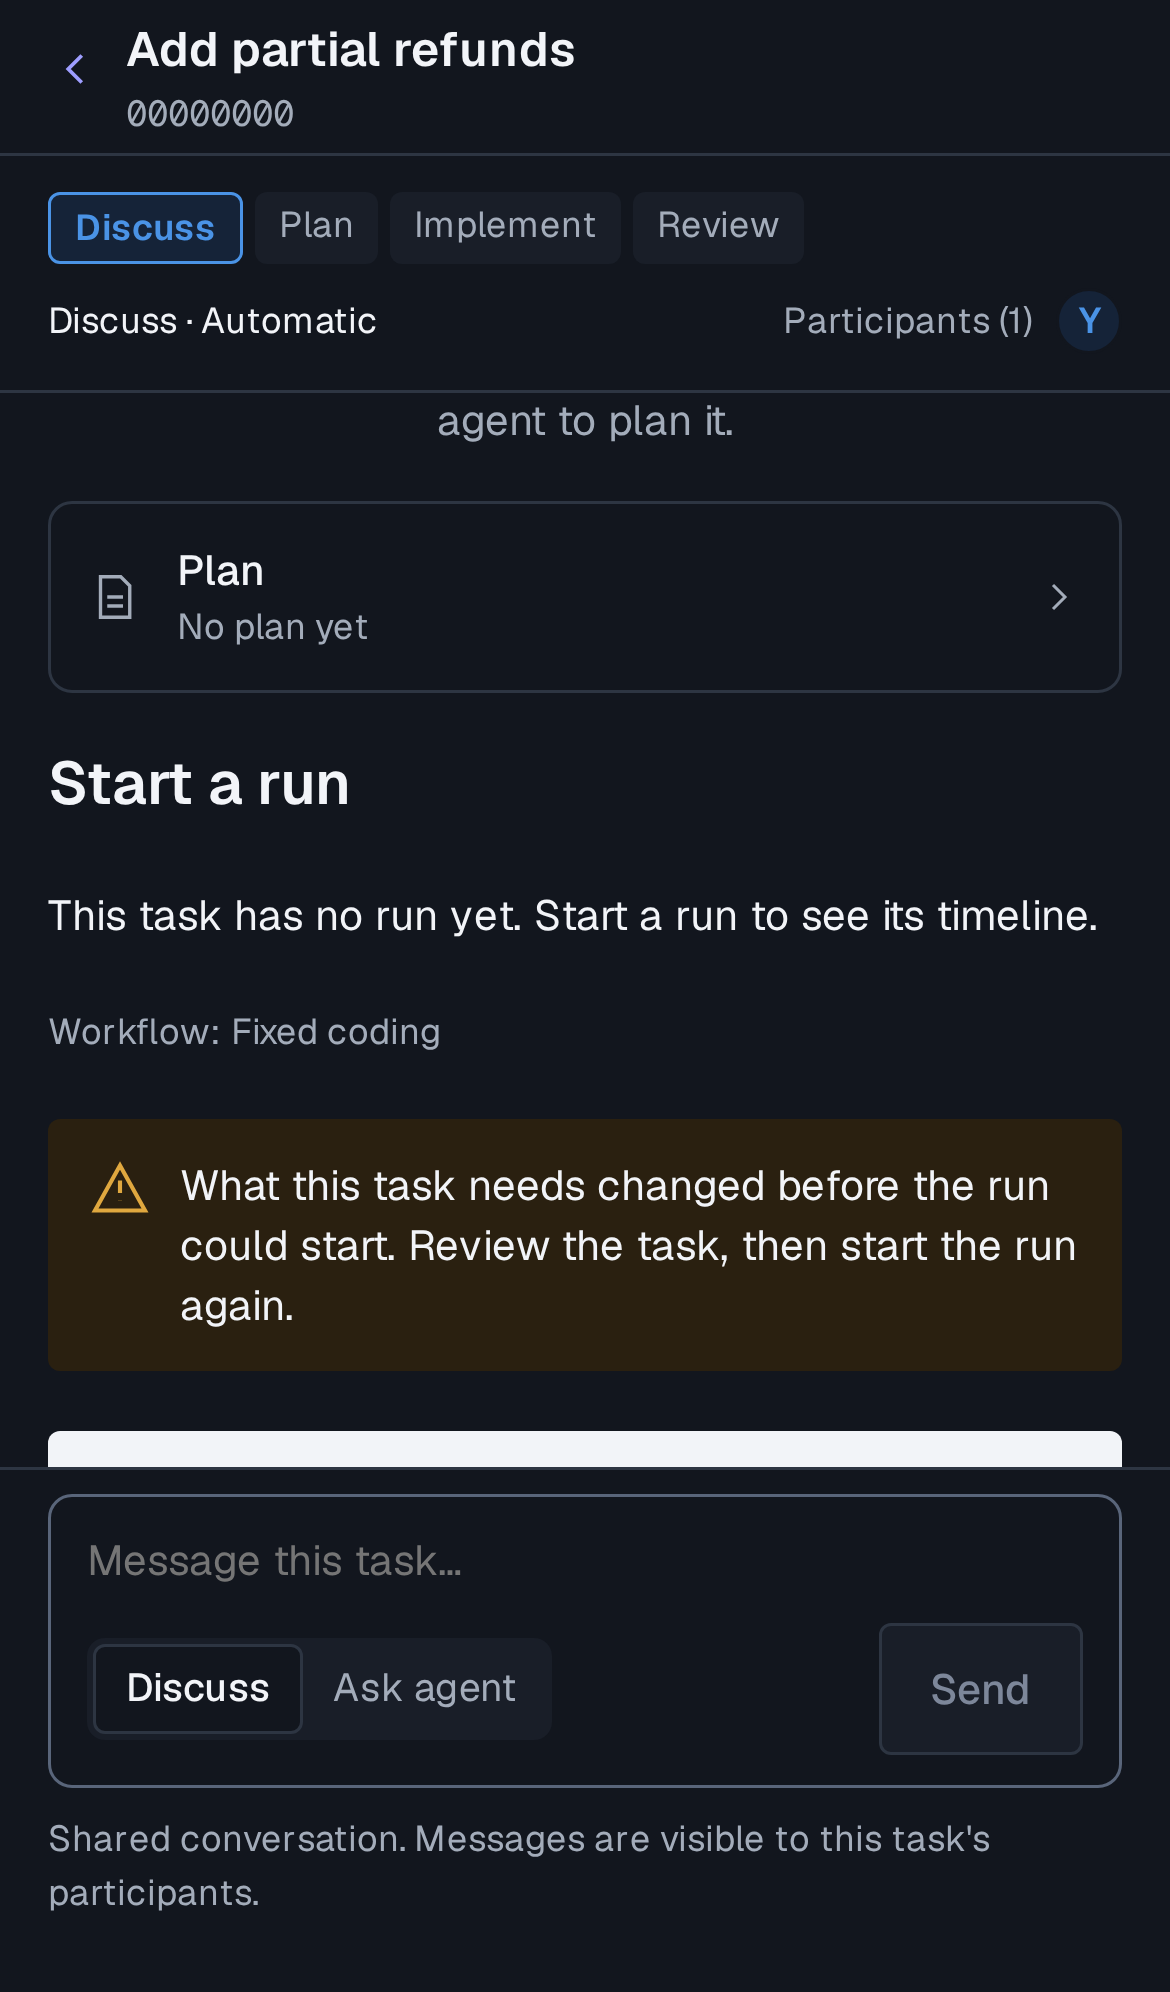 Add partial refunds
00000000
Discuss
Plan
Implement
Review
Discuss · Automatic
Participants (1)
Y
agent to plan it.
Plan
No plan yet
Start a run
This task has no run yet. Start a run to see its timeline.
Workflow: Fixed coding
What this task needs changed before the run
could start. Review the task, then start the run
again.
Message this task…
Discuss
Ask agent
Send
Shared conversation. Messages are visible to this task's
participants.